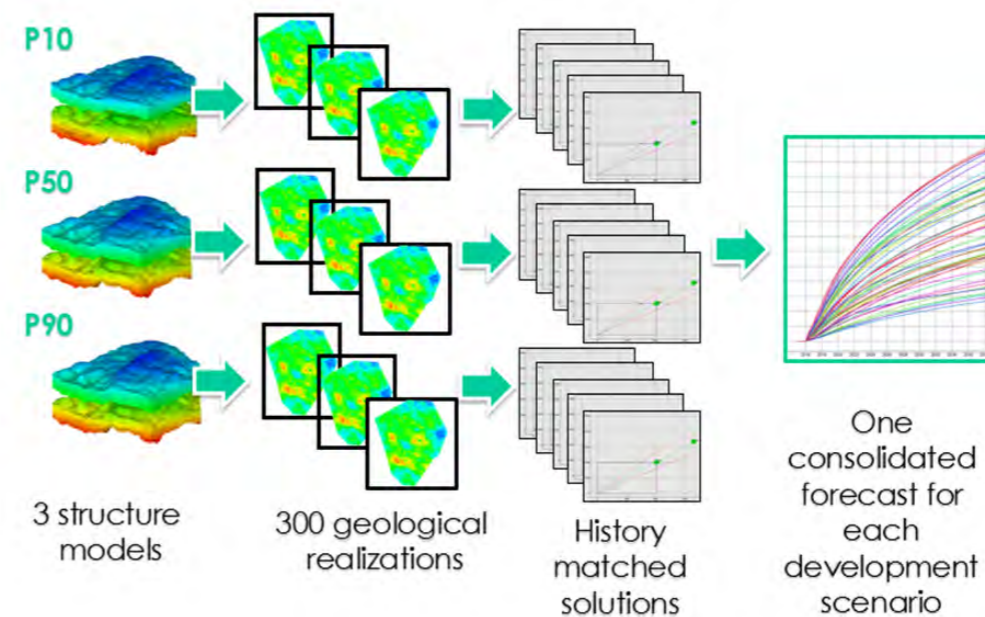 P10
P50
P90
3 structure
models
300 geological
realizations
History
matched
solutions
One
consolidated
forecast for
each
development
scenario